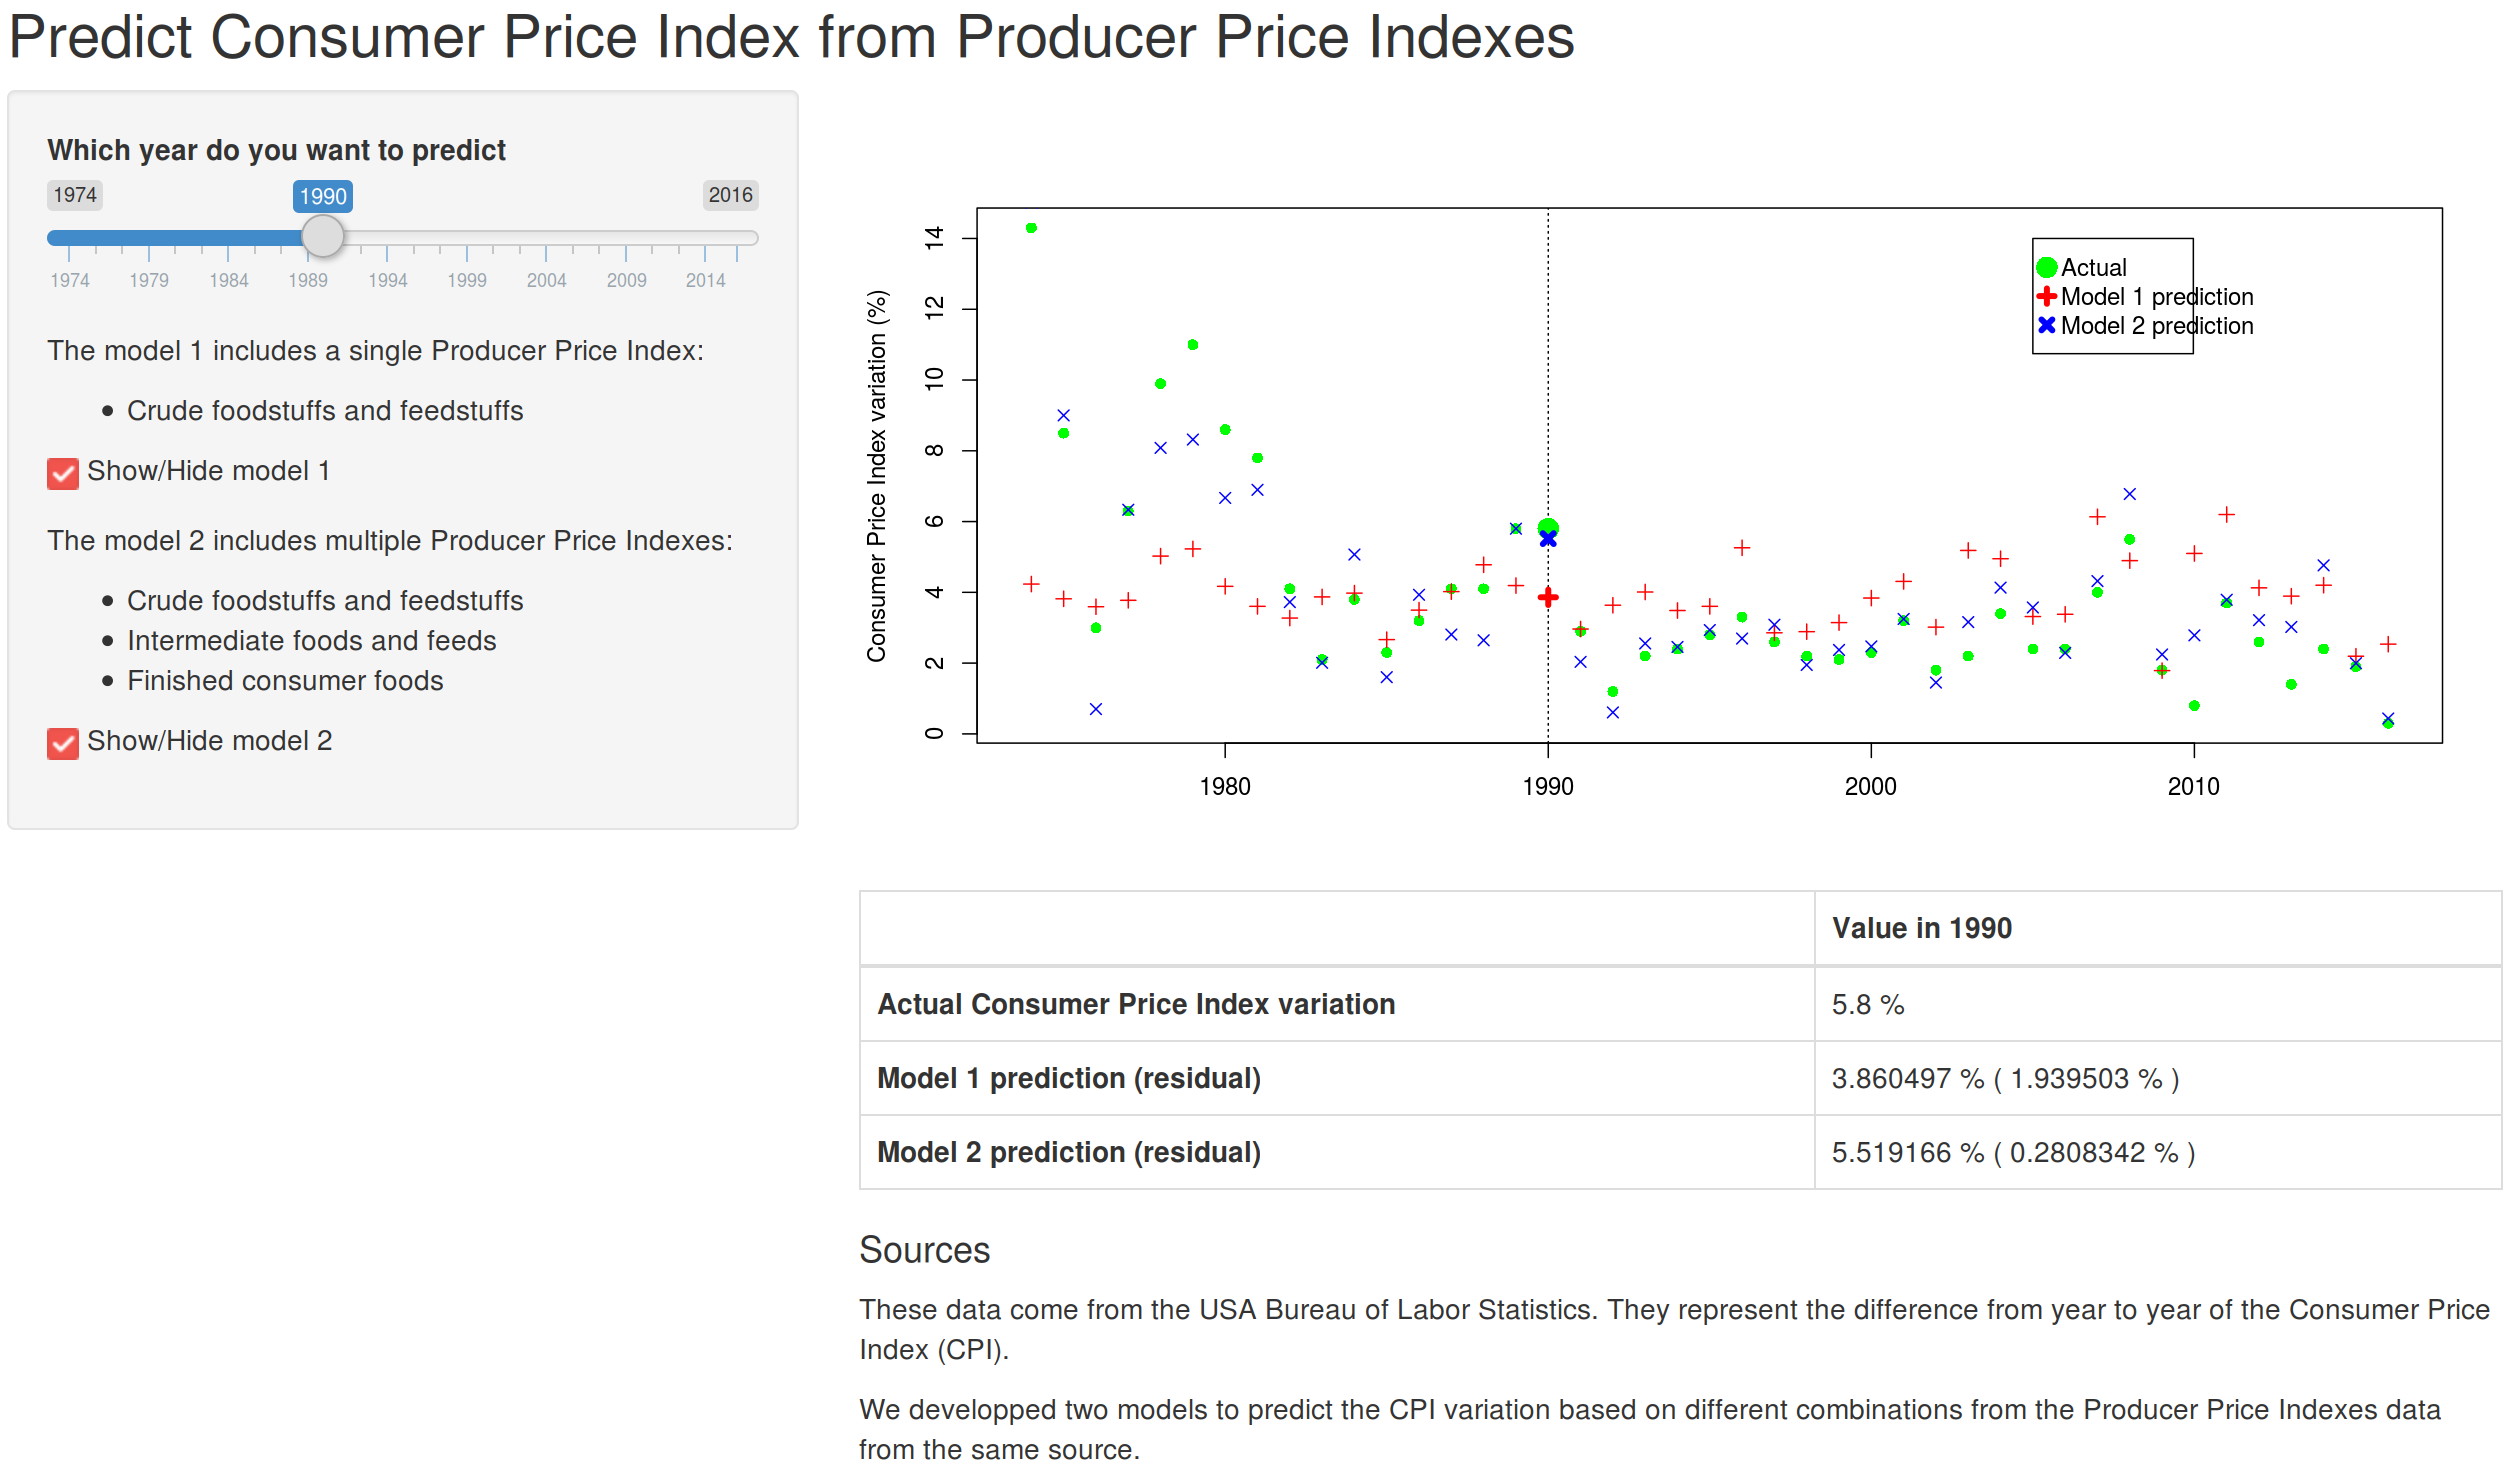 Predict Consumer Price Index from Producer Price Indexes
Which year do you want to predict
1974 1990 2016
1974 1979 1984 1989 1994 1999 2004 2009 2014
The model 1 includes a single Producer Price Index:
Crude foodstuffs and feedstuffs
Show/Hide model 1
The model 2 includes multiple Producer Price Indexes:
Crude foodstuffs and feedstuffs
Intermediate foods and feeds
Finished consumer foods
Show/Hide model 2
Consumer Price Index variation (%)
14
12
10
8
6
4
2
0
1980 1990 2000 2010
Actual
Model 1 prediction
Model 2 prediction
Value in 1990
Actual Consumer Price Index variation 5.8 %
Model 1 prediction (residual) 3.860497 % ( 1.939503 % )
Model 2 prediction (residual) 5.519166 % ( 0.2808342 % )
Sources
These data come from the USA Bureau of Labor Statistics. They represent the difference from year to year of the Consumer Price
Index (CPI).
We developped two models to predict the CPI variation based on different combinations from the Producer Price Indexes data
from the same source.